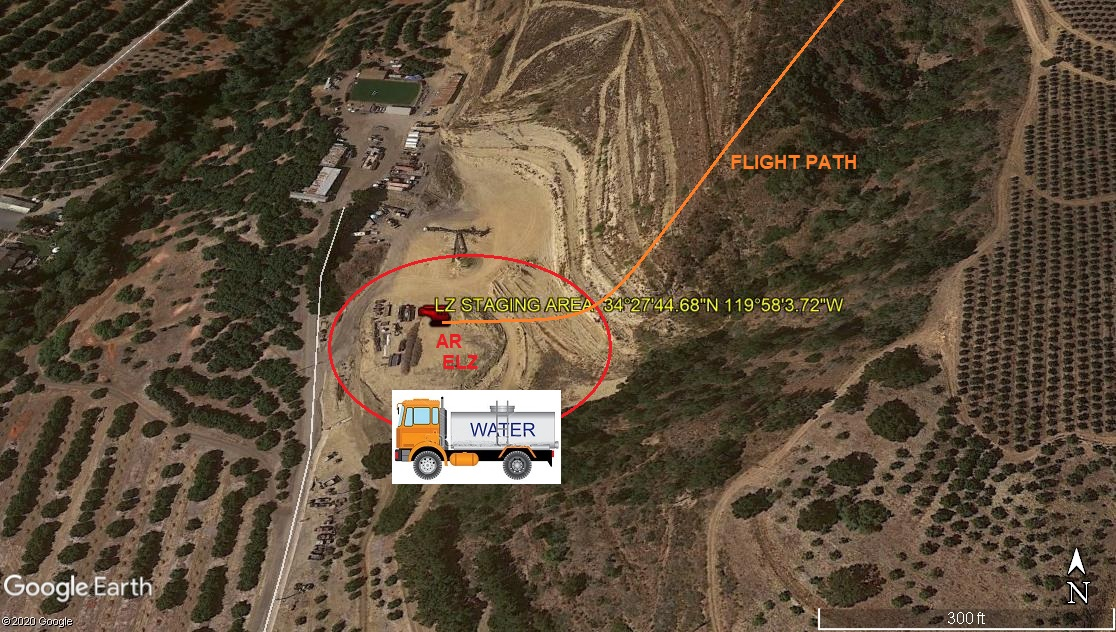 FLIGHT PATH
LZ STAGING AREA 34°27'44.68"N 119°58'3.72"W
AR
ELZ
WATER
Google Earth
©2020 Google
N
300 ft